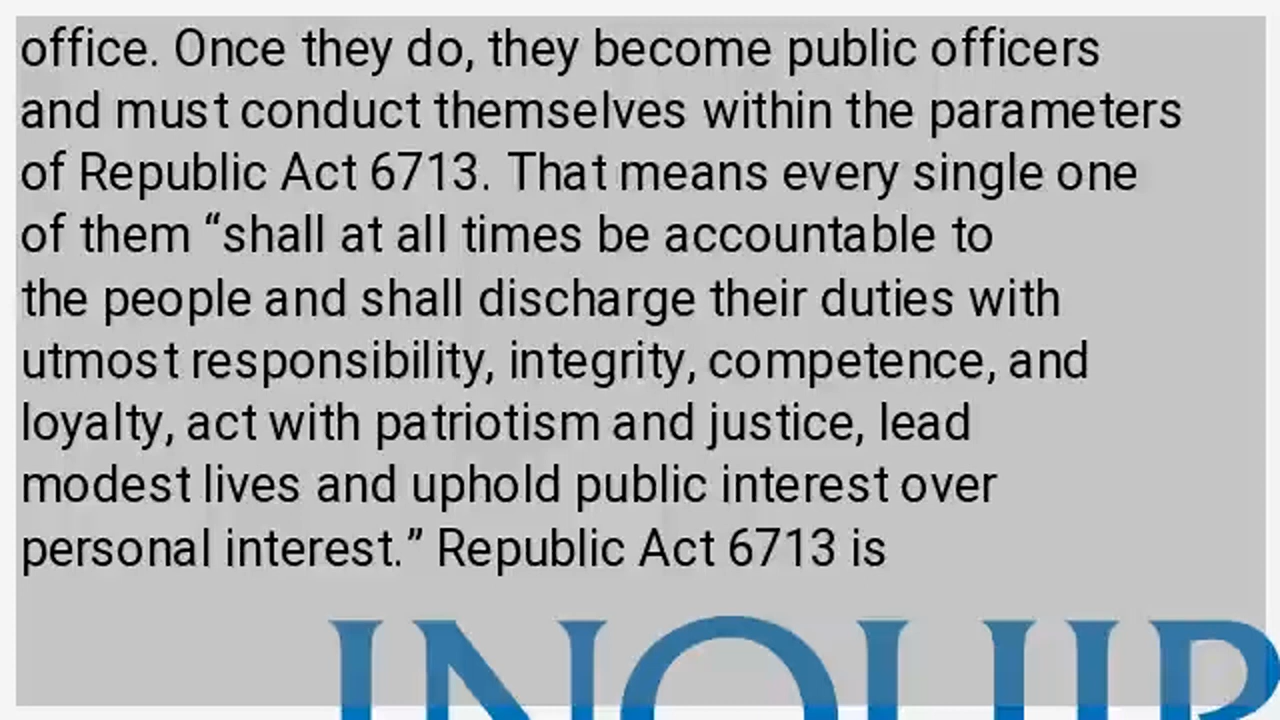 office. Once they do, they become public officers
and must conduct themselves within the parameters
of Republic Act 6713. That means every single one
of them “shall at all times be accountable to
the people and shall discharge their duties with
utmost responsibility, integrity, competence, and
loyalty, act with patriotism and justice, lead
modest lives and uphold public interest over
personal interest.” Republic Act 6713 is